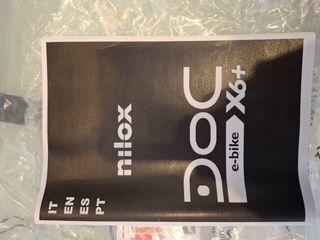 IT
EN
ES
PT
nilox
DOC
e-bike X6+